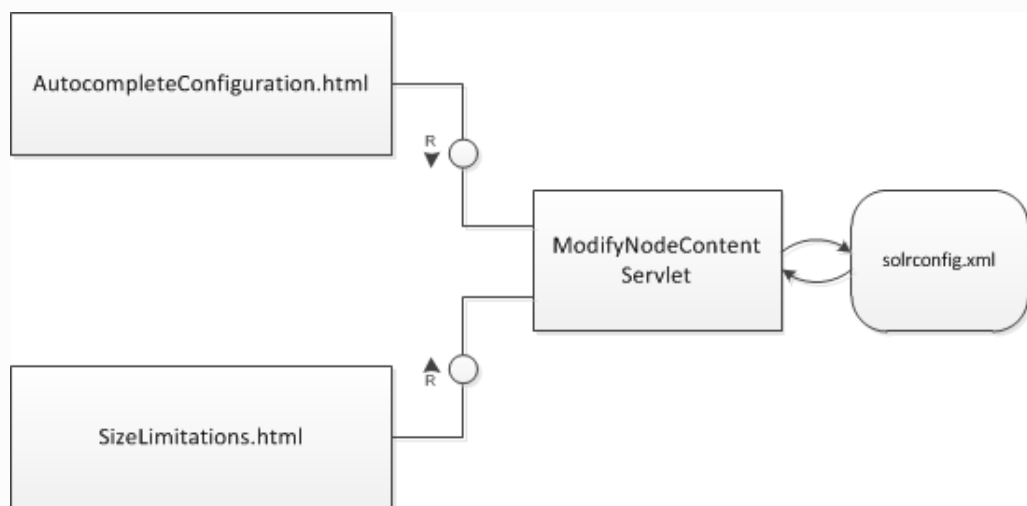 AutocompleteConfiguration.html
R
ModifyNodeContent
Servlet
solrconfig.xml
R
SizeLimitations.html